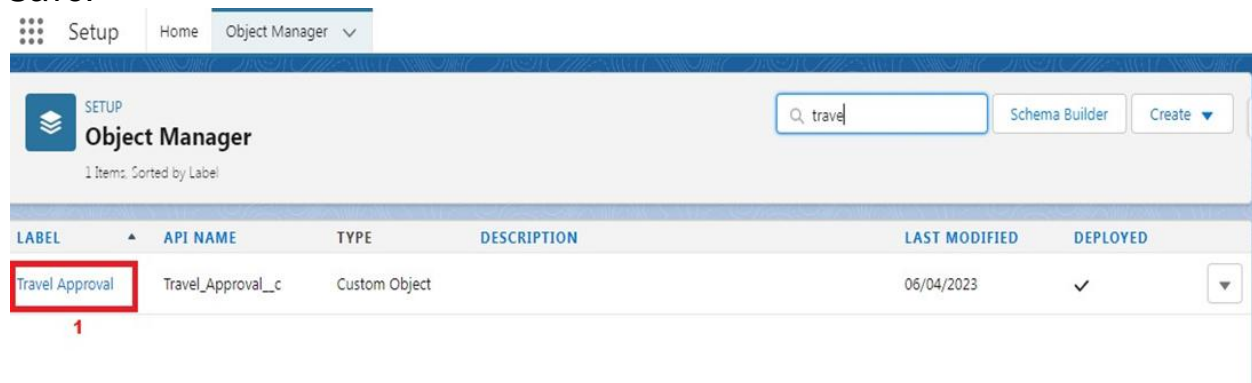 Save.
Setup Home Object Manager
SETUP
Object Manager
1 Items, Sorted by Label
trave
Schema Builder Create
LABEL API NAME TYPE DESCRIPTION LAST MODIFIED DEPLOYED
Travel Approval Travel_Approval__c Custom Object 06/04/2023
1